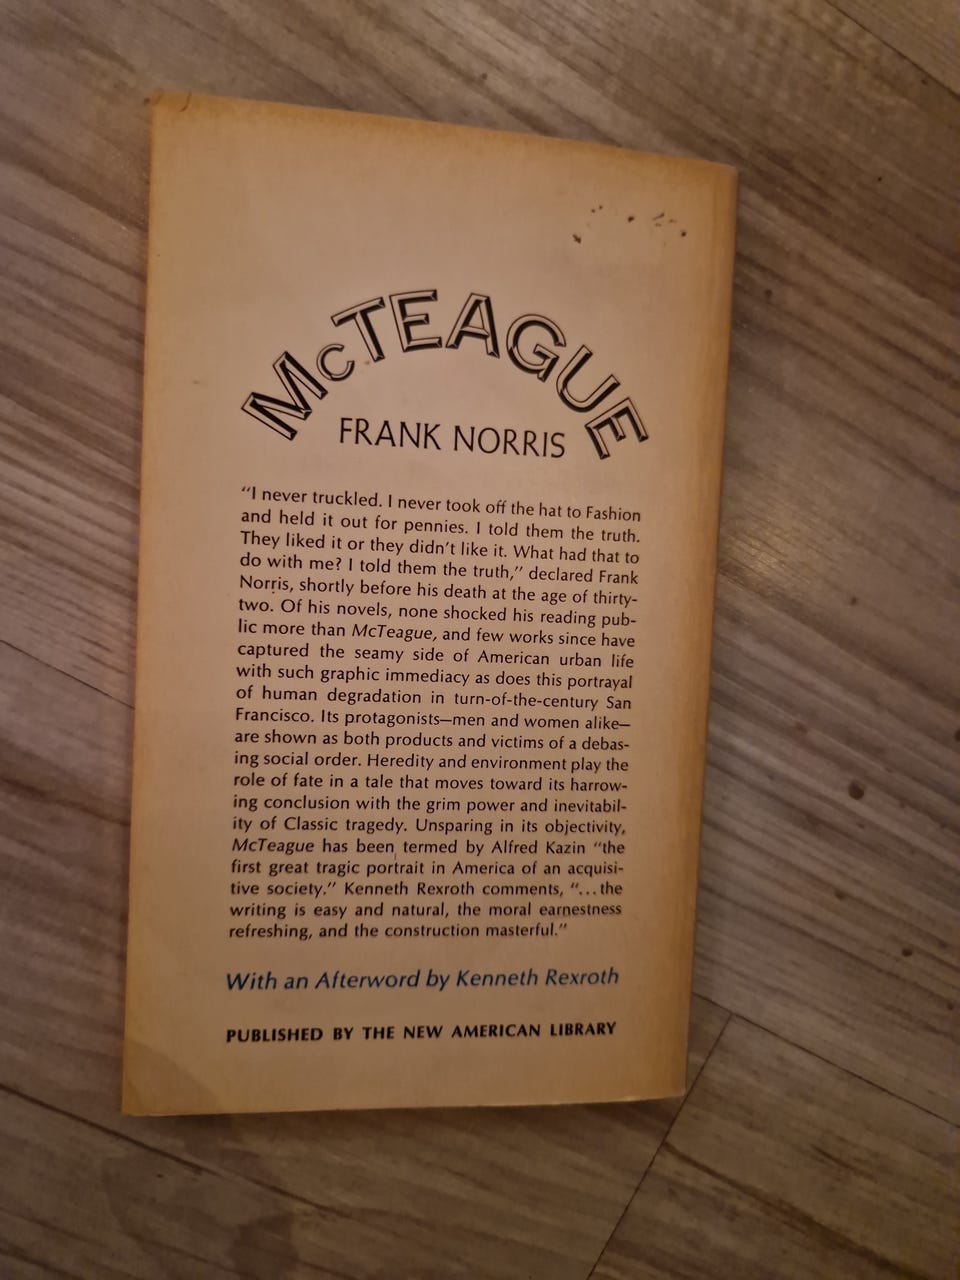 McTEAGUE
FRANK NORRIS
"I never truckled. I never took off the hat to Fashion
and held it out for pennies. I told them the truth.
They liked it or they didn't like it. What had that to
do with me? I told them the truth," declared Frank
Norris, shortly before his death at the age of thirty-
two. Of his novels, none shocked his reading pub-
lic more than McTeague, and few works since have
captured the seamy side of American urban life
with such graphic immediacy as does this portrayal
of human degradation in turn-of-the-century San
Francisco. Its protagonists—men and women alike—
are shown as both products and victims of a debas-
ing social order. Heredity and environment play the
role of fate in a tale that moves toward its harrow-
ing conclusion with the grim power and inevitabil-
ity of Classic tragedy. Unsparing in its objectivity,
McTeague has been termed by Alfred Kazin "the
first great tragic portrait in America of an acquisi-
tive society." Kenneth Rexroth comments, "...the
writing is easy and natural, the moral earnestness
refreshing, and the construction masterful."
With an Afterword by Kenneth Rexroth
PUBLISHED BY THE NEW AMERICAN LIBRARY